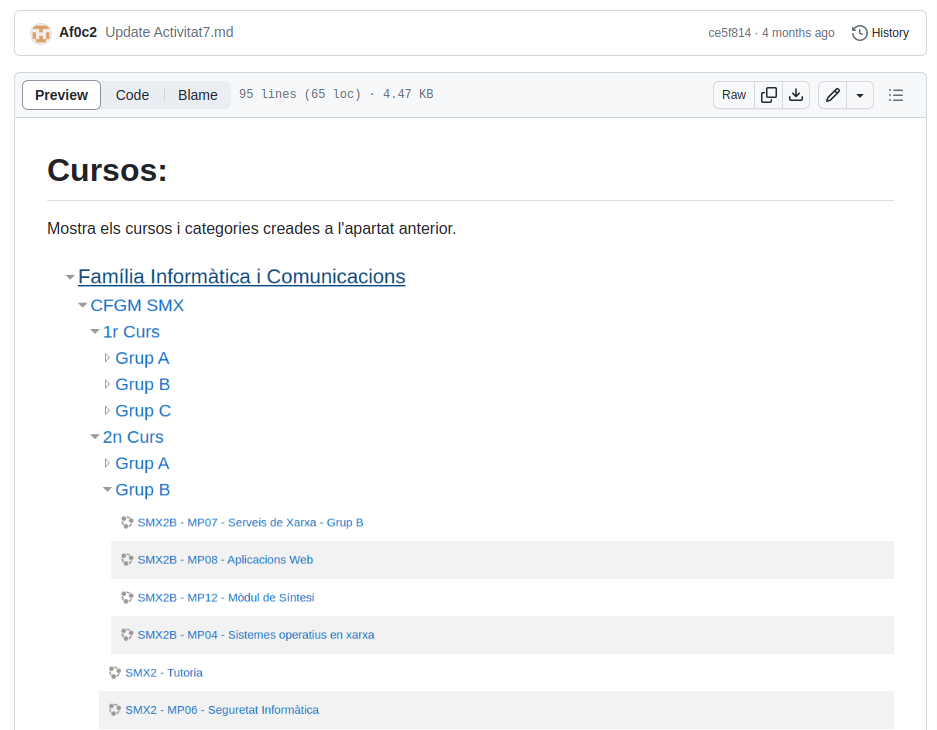 Af0c2 Update Activitat7.md ce5f814 · 4 months ago History
Preview Code Blame 95 lines (65 loc) · 4.47 KB Raw
Cursos:
Mostra els cursos i categories creades a l'apartat anterior.
Família Informàtica i Comunicacions
CFGM SMX
1r Curs
Grup A
Grup B
Grup C
2n Curs
Grup A
Grup B
SMX2B - MP07 - Serveis de Xarxa - Grup B
SMX2B - MP08 - Aplicacions Web
SMX2B - MP12 - Mòdul de Síntesi
SMX2B - MP04 - Sistemes operatius en xarxa
SMX2 - Tutoria
SMX2 - MP06 - Seguretat Informàtica